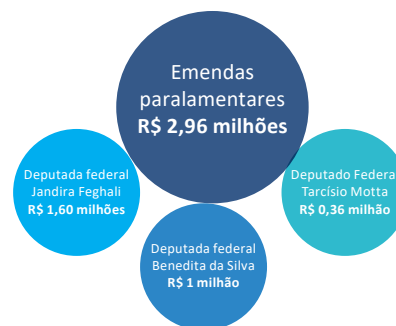 Emendas
paralamentares
R$ 2,96 milhões
Deputada federal
Jandira Feghali
R$ 1,60 milhões
Deputado Federal
Tarcísio Motta
R$ 0,36 milhão
Deputada federal
Benedita da Silva
R$ 1 milhão